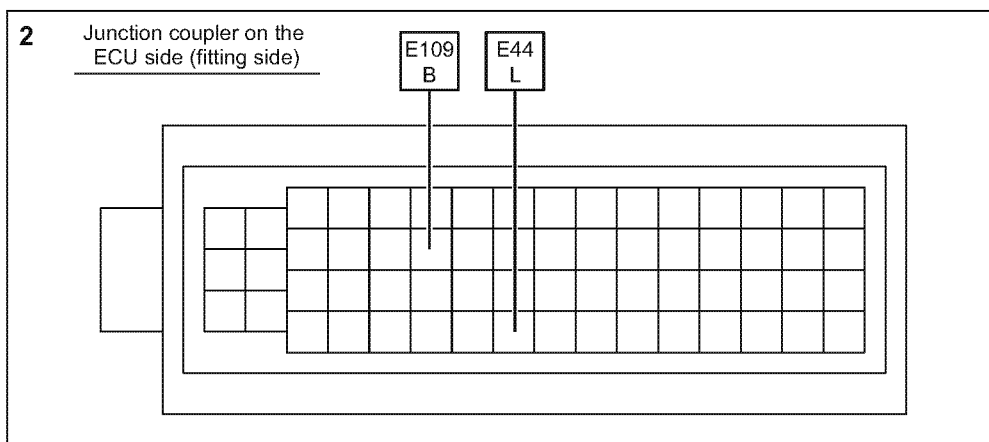 2
Junction coupler on the
ECU side (fitting side)
E109
B
E44
L